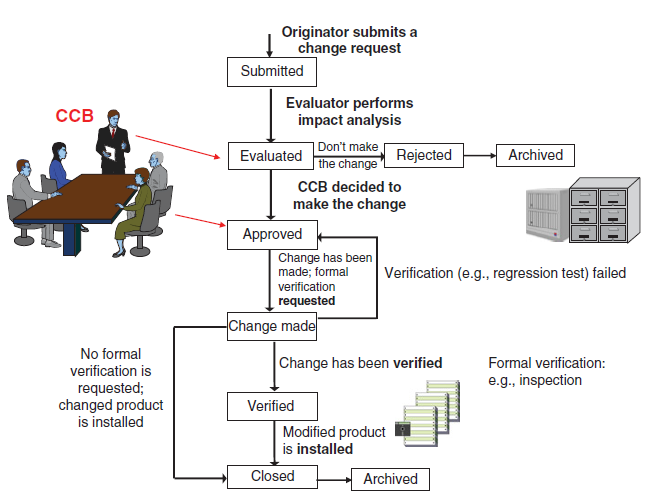 Originator submits a
change request
Submitted
Evaluator performs
impact analysis
CCB
Evaluated
Don't make
the change
Rejected
Archived
CCB decided to
make the change
Approved
Change has been
made; formal
verification
requested
Verification (e.g., regression test) failed
Change made
No formal
verification is
requested;
changed product
is installed
Change has been verified
Formal verification:
e.g., inspection
Verified
Modified product
is installed
Closed
Archived